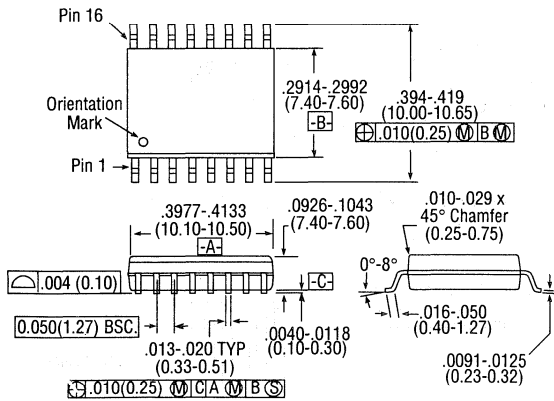 Pin 16
Orientation
Mark
Pin 1
.2914-.2992
(7.40-7.60)
-B-
.394-.419
(10.00-10.65)
⌖ .010(0.25) Ⓜ B Ⓜ
.3977-.4133
(10.10-10.50)
-A-
.0926-.1043
(7.40-7.60)
.010-.029 x
45° Chamfer
(0.25-0.75)
⌓ .004 (0.10)
-C-
0°-8°
0.050(1.27) BSC.
.013-.020 TYP
(0.33-0.51)
.0040-.0118
(0.10-0.30)
.016-.050
(0.40-1.27)
.0091-.0125
(0.23-0.32)
⌖ .010(0.25) Ⓜ C A Ⓜ B Ⓢ